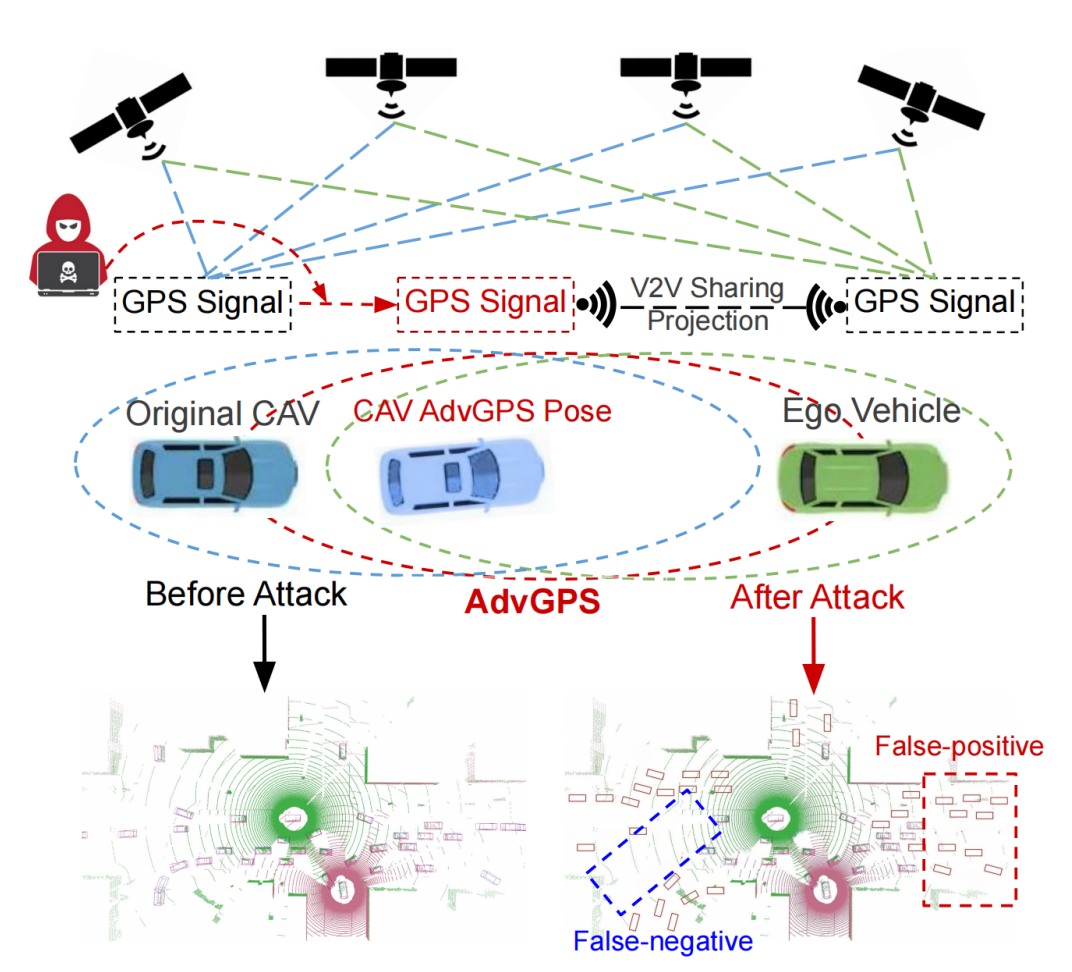 GPS Signal
GPS Signal
V2V Sharing
Projection
GPS Signal
Original CAV
CAV AdvGPS Pose
Ego Vehicle
Before Attack
AdvGPS
After Attack
False-positive
False-negative